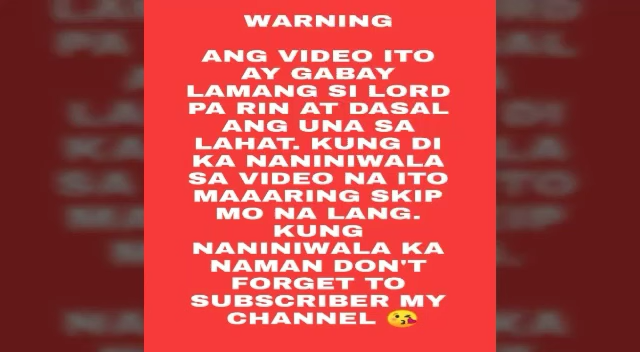 WARNING
ANG VIDEO ITO
AY GABAY
LAMANG SI LORD
PA RIN AT DASAL
ANG UNA SA
LAHAT. KUNG DI
KA NANINIWALA
SA VIDEO NA ITO
MAAARING SKIP
MO NA LANG.
KUNG
NANINIWALA KA
NAMAN DON'T
FORGET TO
SUBSCRIBER MY
CHANNEL 😘